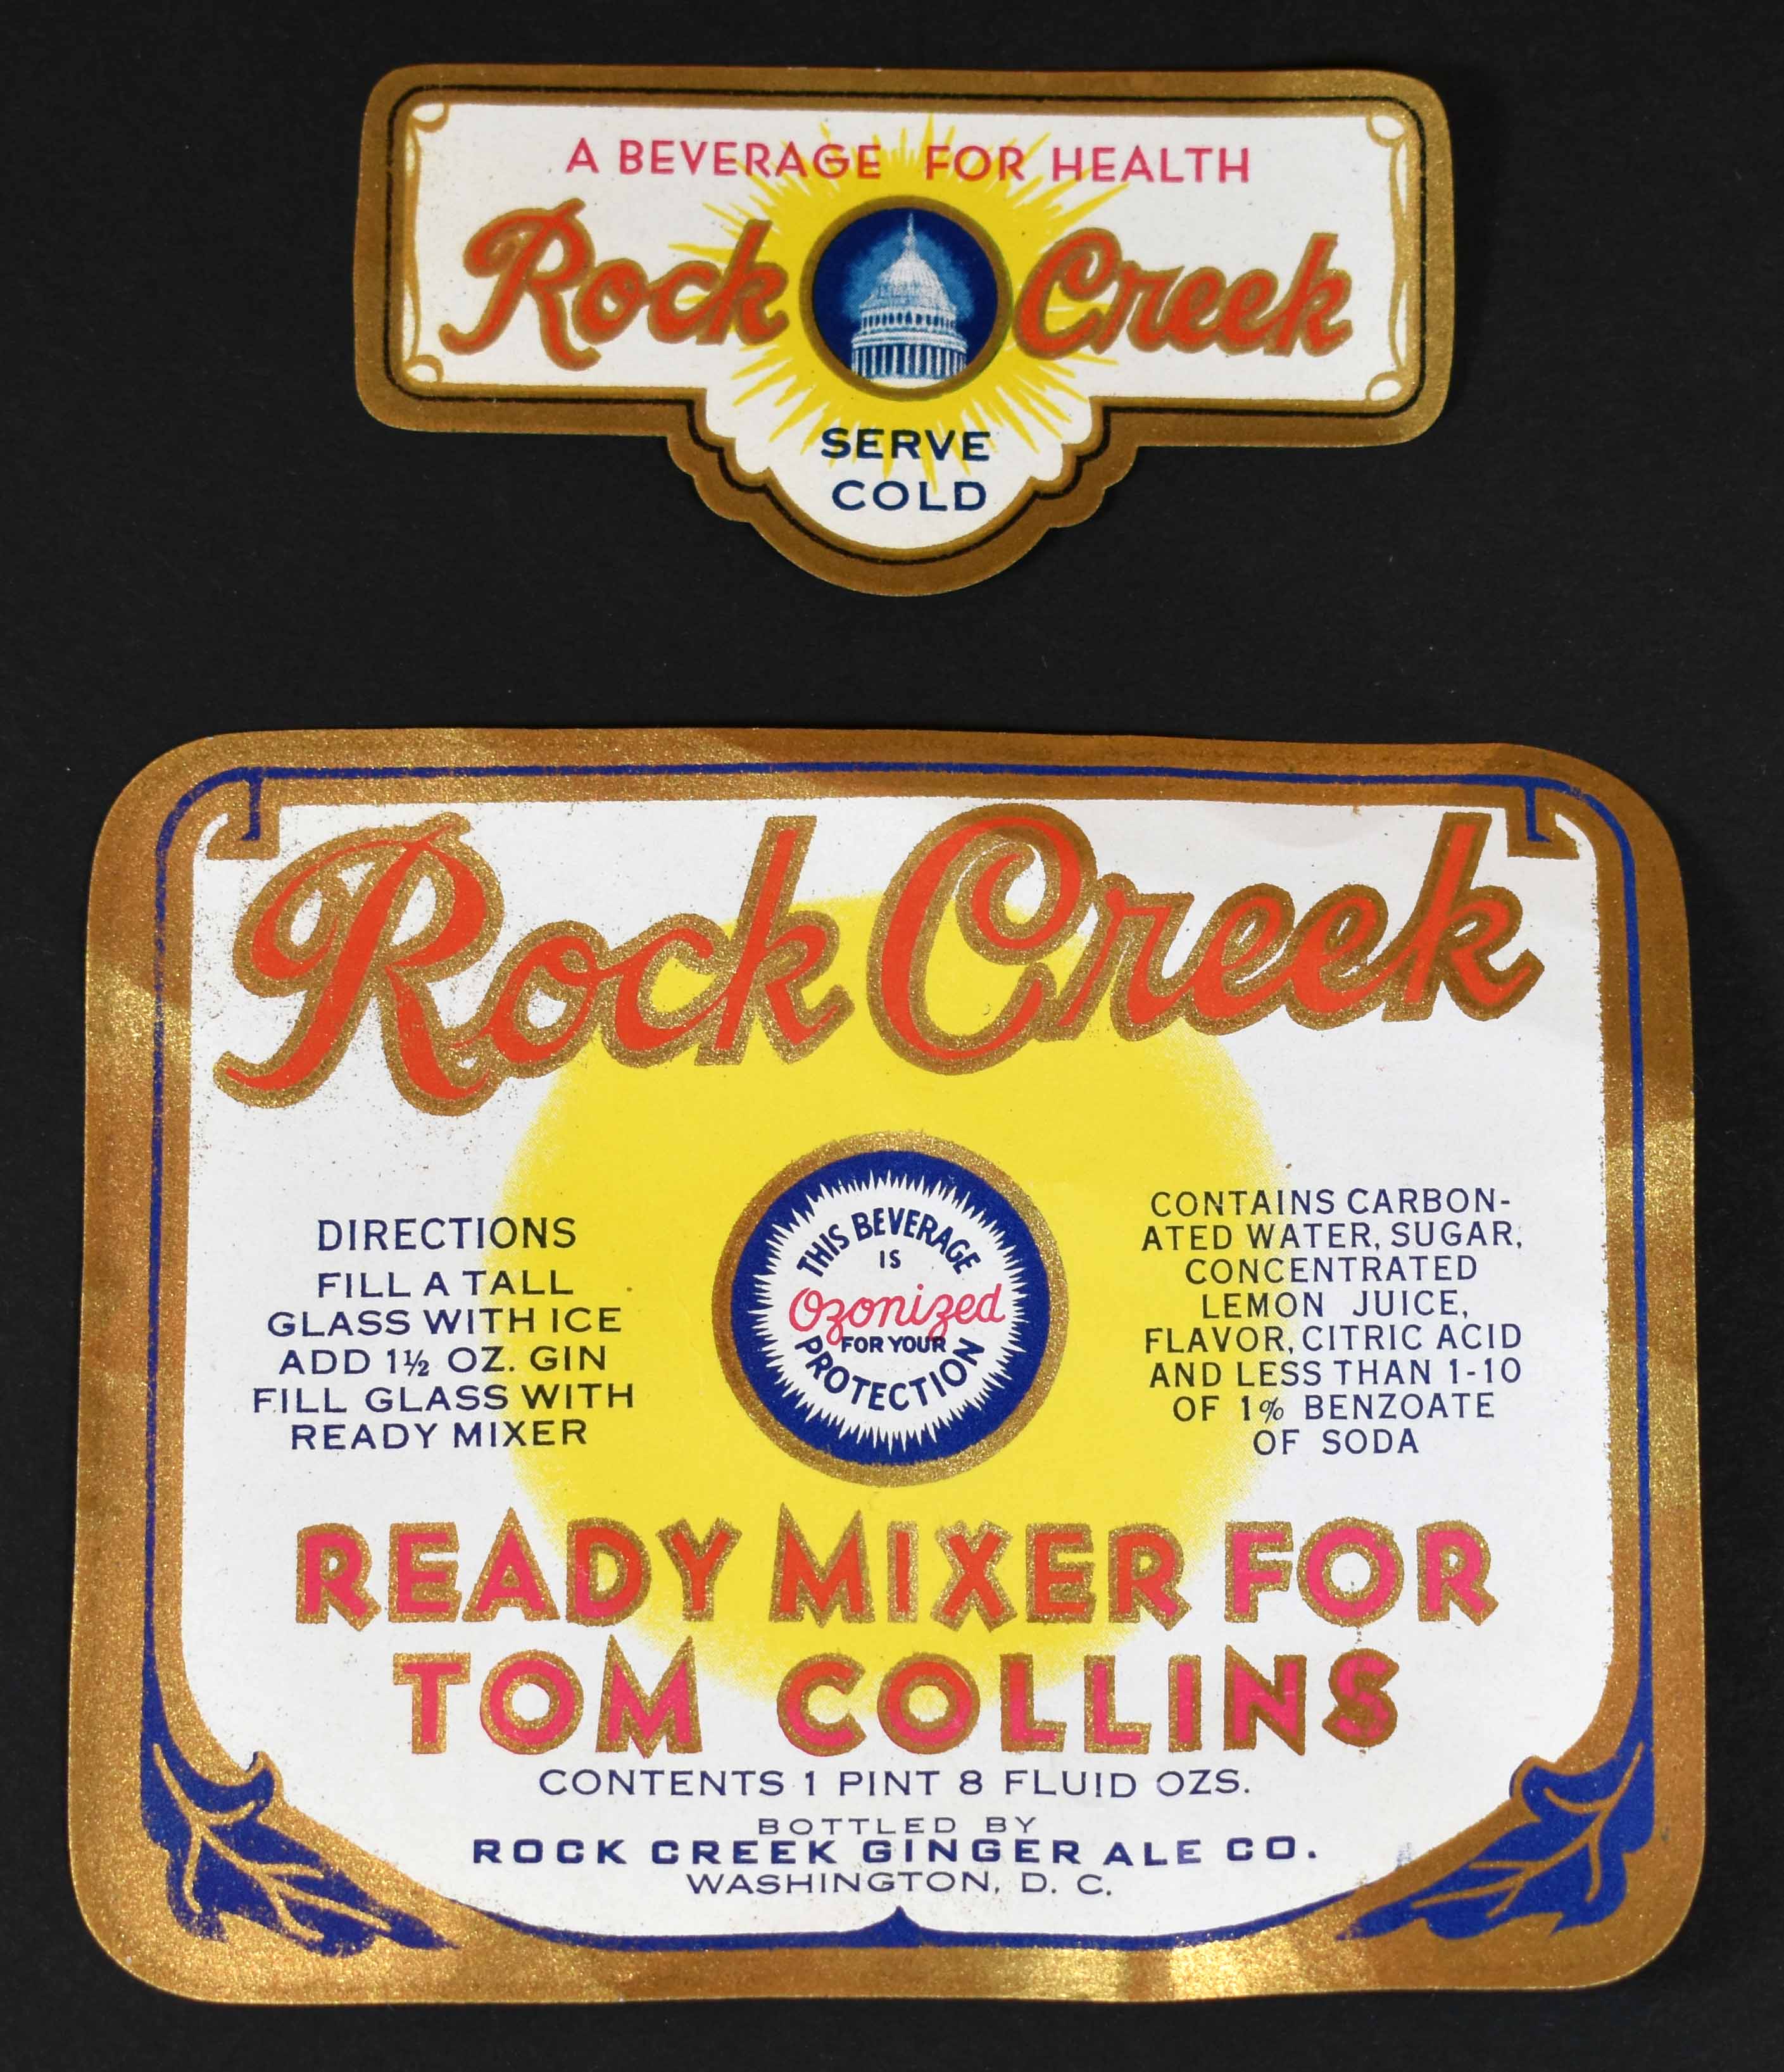 A BEVERAGE FOR HEALTH
Rock Creek
SERVE
COLD
Rock Creek
DIRECTIONS
FILL A TALL
GLASS WITH ICE
ADD 1½ OZ. GIN
FILL GLASS WITH
READY MIXER
THIS BEVERAGE
IS
Ozonized
FOR YOUR
PROTECTION
CONTAINS CARBON-
ATED WATER, SUGAR,
CONCENTRATED
LEMON JUICE,
FLAVOR, CITRIC ACID
AND LESS THAN 1-10
OF 1% BENZOATE
OF SODA
READY MIXER FOR
TOM COLLINS
CONTENTS 1 PINT 8 FLUID OZS.
BOTTLED BY
ROCK CREEK GINGER ALE CO.
WASHINGTON, D. C.